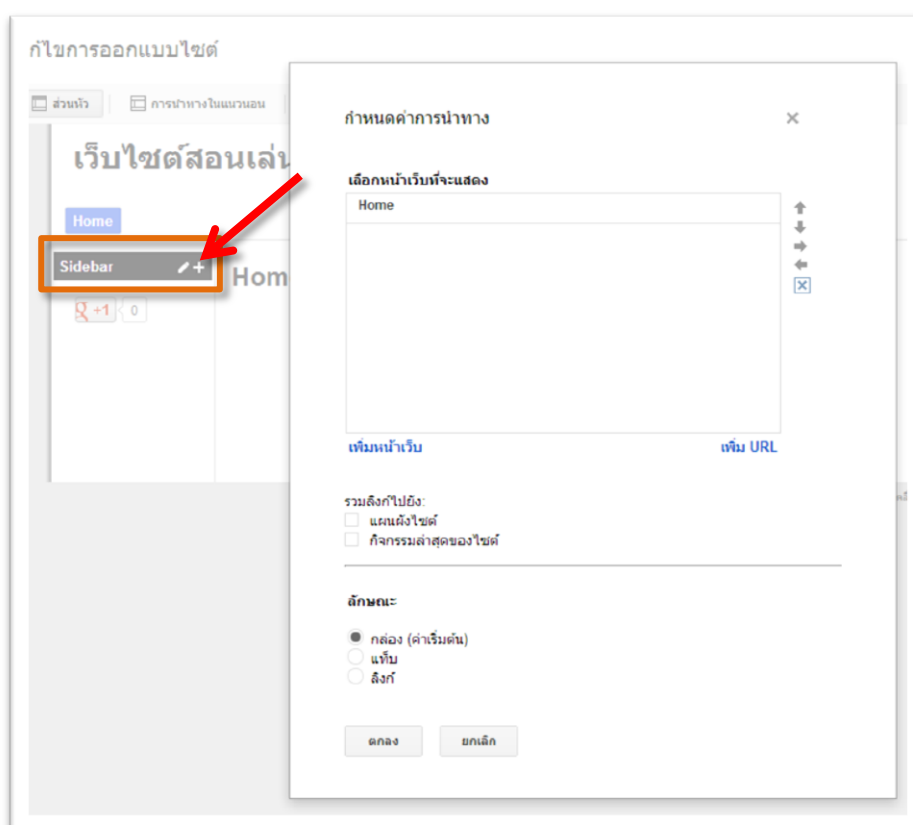 กไขการออกแบบไซต์
ส่วนหัว
การนำทางในแนวนอน
กำหนดค่าการนำทาง
เว็บไซต์สอนเล่น
เลือกหน้าเว็บที่จะแสดง
Home
Home
Sidebar
Hom
+1 0
เพิ่มหน้าเว็บ
เพิ่ม URL
รวมลิงก์ไปยัง:
แผนผังไซต์
กิจกรรมล่าสุดของไซต์
ลักษณะ
กล่อง (ค่าเริ่มต้น)
แท็บ
ลิงก์
ตกลง
ยกเลิก